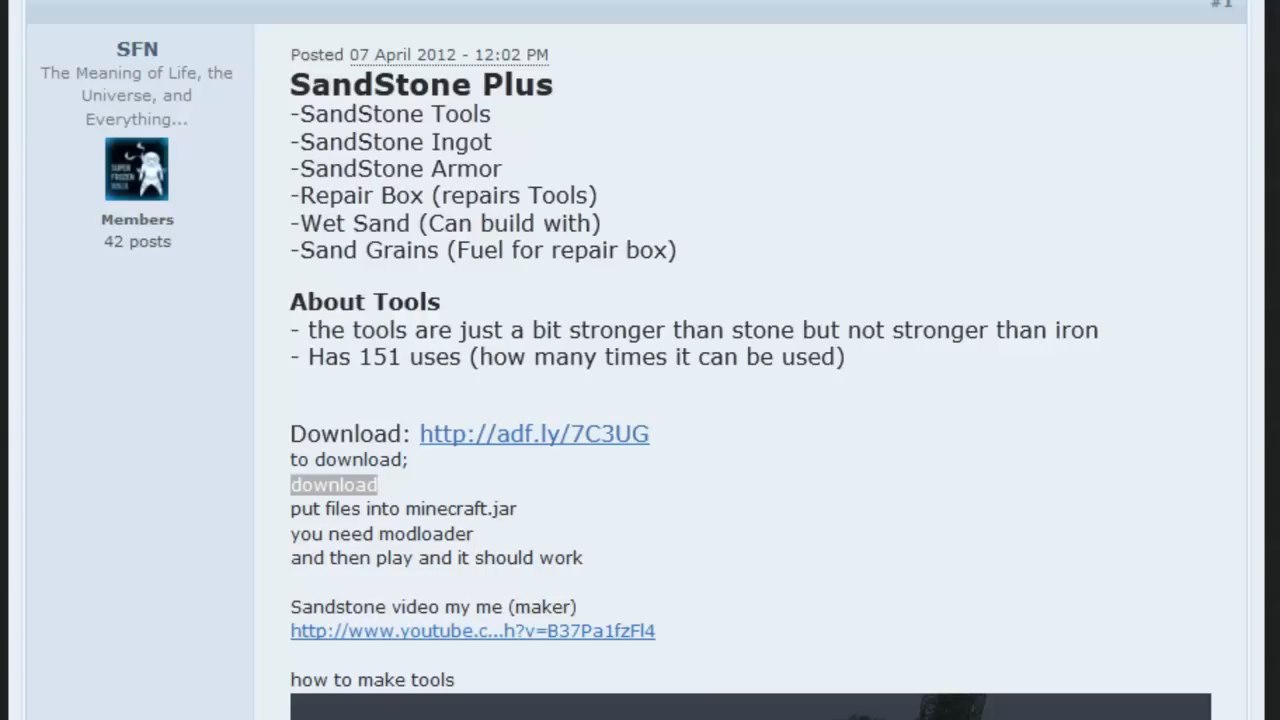 #1
SFN
The Meaning of Life, the
Universe, and
Everything...
SUPER
FROZEN
NINJA
Members
42 posts
Posted 07 April 2012 - 12:02 PM
SandStone Plus
-SandStone Tools
-SandStone Ingot
-SandStone Armor
-Repair Box (repairs Tools)
-Wet Sand (Can build with)
-Sand Grains (Fuel for repair box)
About Tools
- the tools are just a bit stronger than stone but not stronger than iron
- Has 151 uses (how many times it can be used)
Download: http://adf.ly/7C3UG
to download;
download
put files into minecraft.jar
you need modloader
and then play and it should work
Sandstone video my me (maker)
http://www.youtube.c...h?v=B37Pa1fzFl4
how to make tools